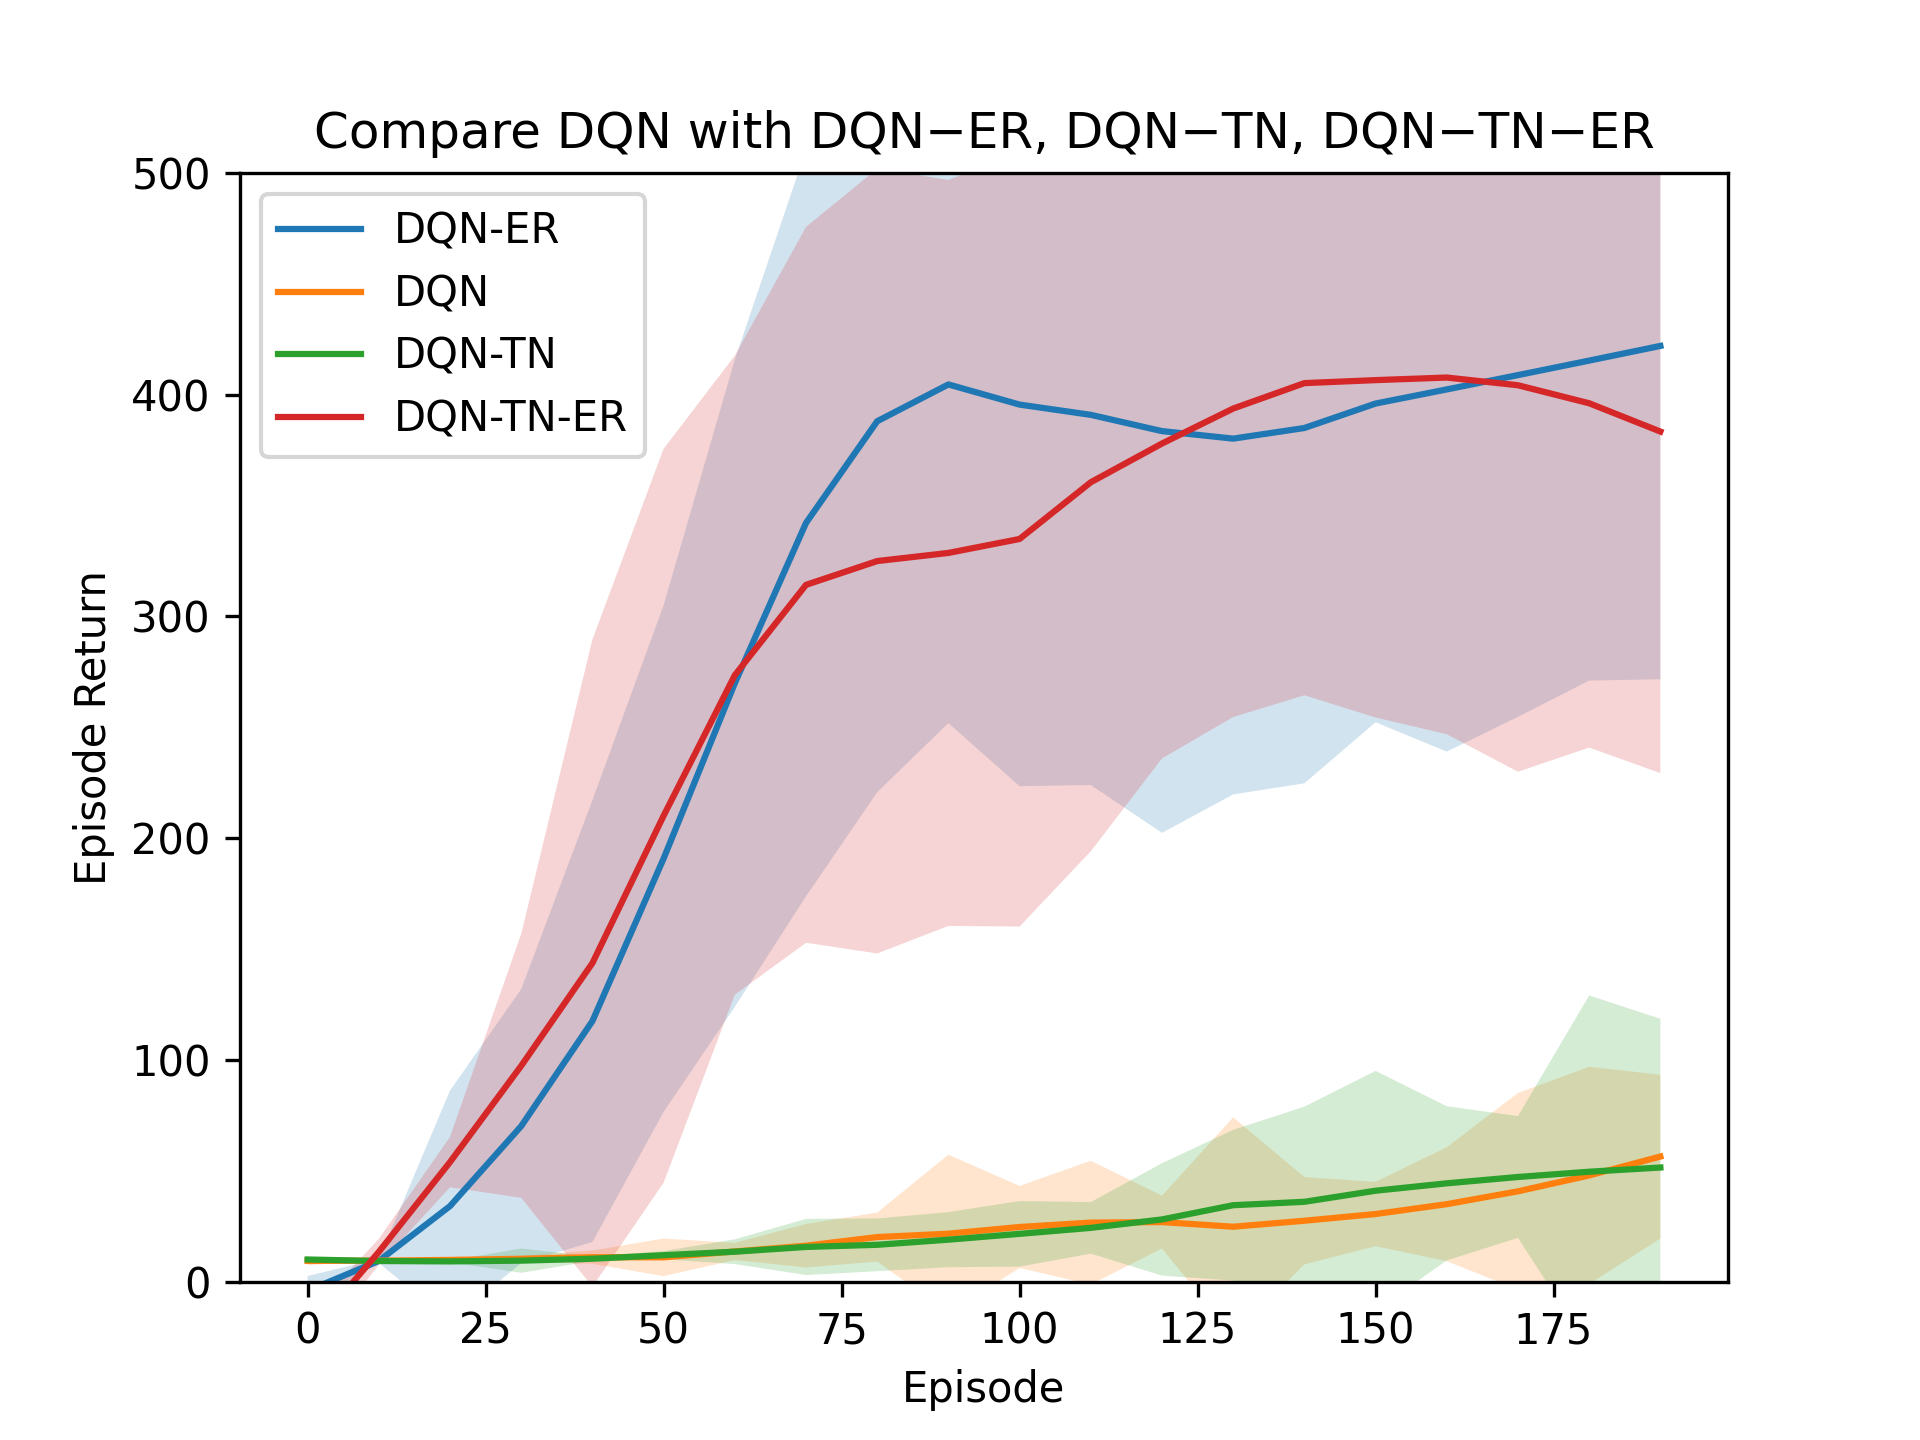 Compare DQN with DQN−ER, DQN−TN, DQN−TN−ER
500
400
300
200
100
0
Episode Return
DQN-ER
DQN
DQN-TN
DQN-TN-ER
0 25 50 75 100 125 150 175
Episode